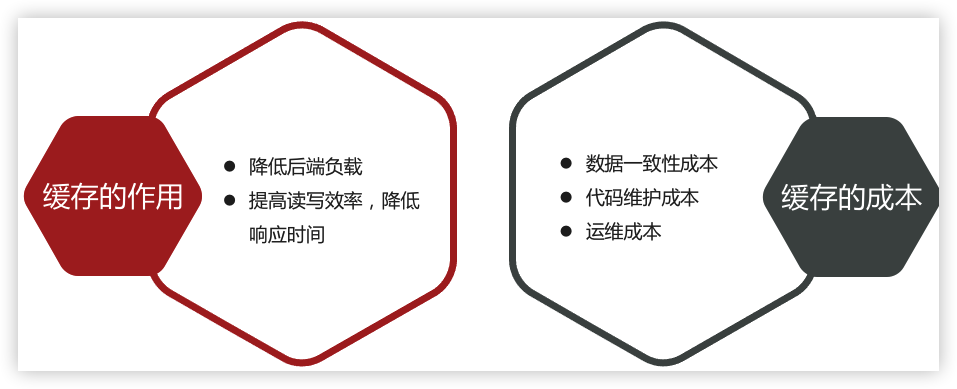 缓存的作用
● 降低后端负载
● 提高读写效率，降低
响应时间
● 数据一致性成本
● 代码维护成本
● 运维成本
缓存的成本